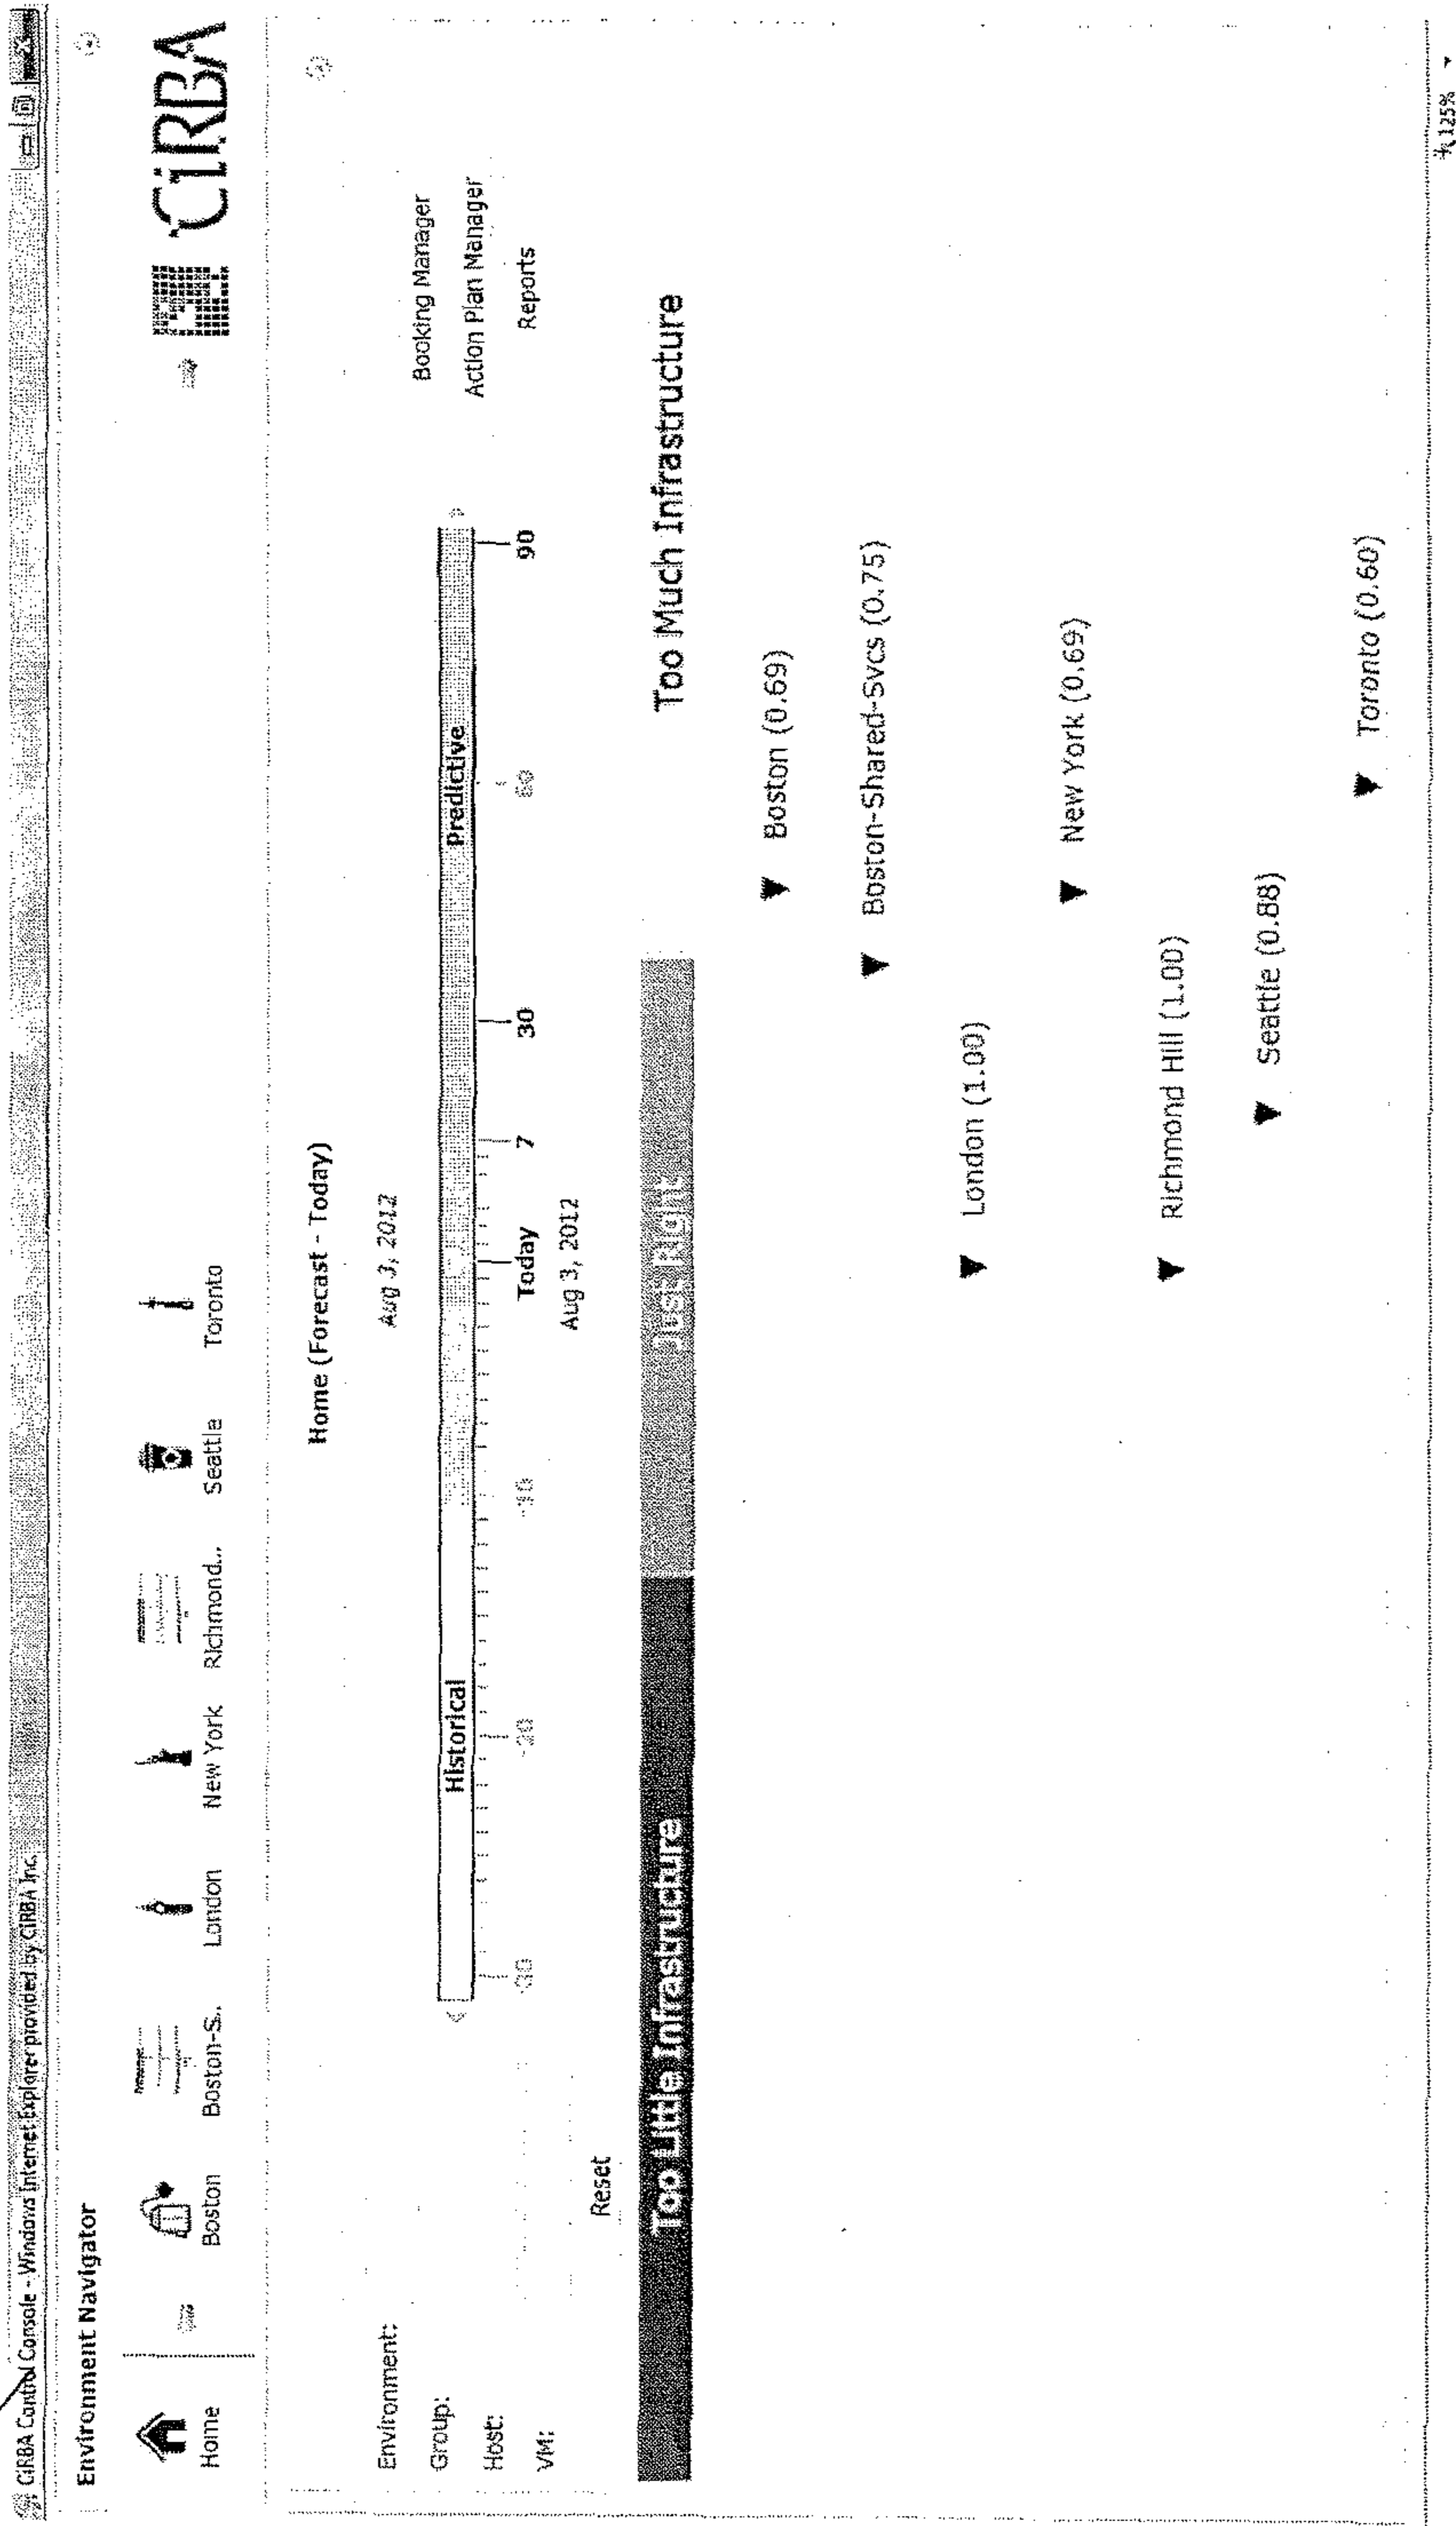 CiRBA Control Console - Windows Internet Explorer provided by CiRBA Inc.
Environment Navigator
Home
Boston
Boston-S..
London
New York
Richmond...
Seattle
Toronto
CiRBA
Home (Forecast - Today)
Environment:
Group:
Host:
VM:
Reset
Aug 3, 2012
Historical
Predictive
-30
-20
-10
Today
7
30
60
90
Aug 3, 2012
Booking Manager
Action Plan Manager
Reports
Too Little Infrastructure
Just Right
Too Much Infrastructure
Boston (0.69)
Boston-Shared-Svcs (0.75)
London (1.00)
New York (0.69)
Richmond Hill (1.00)
Seattle (0.88)
Toronto (0.60)
125%